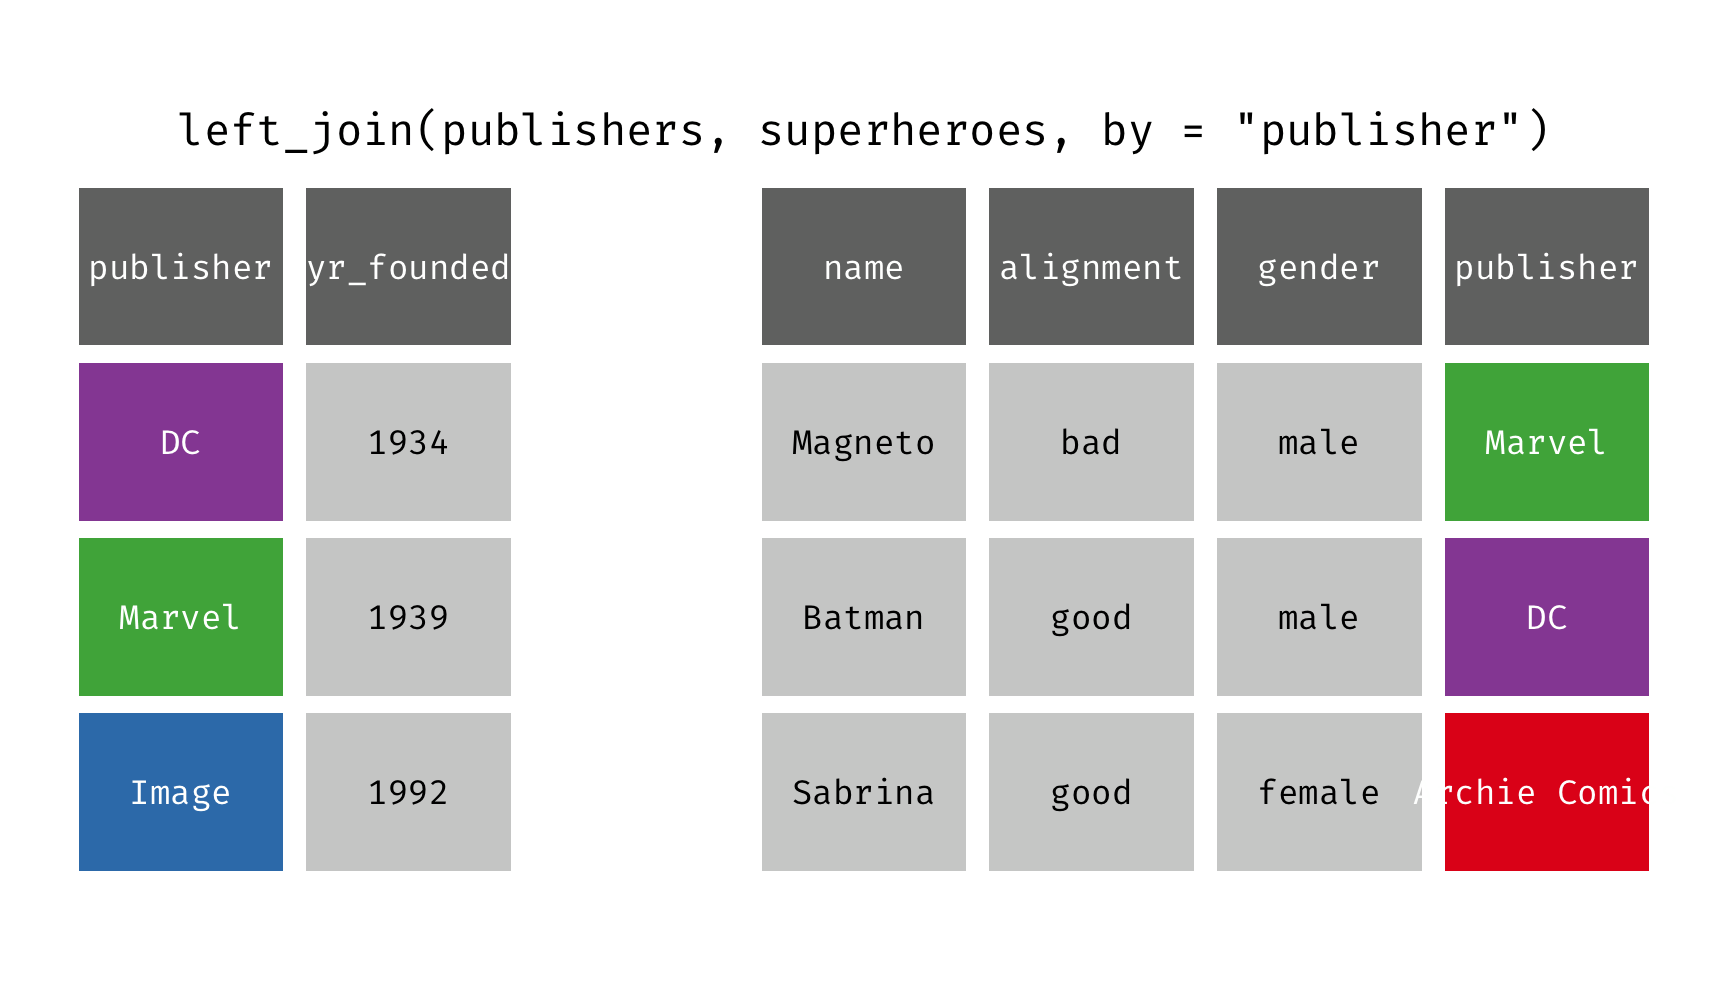 left_join(publishers, superheroes, by = "publisher")
publisher yr_founded name alignment gender publisher
DC 1934 Magneto bad male Marvel
Marvel 1939 Batman good male DC
Image 1992 Sabrina good female Archie Comic